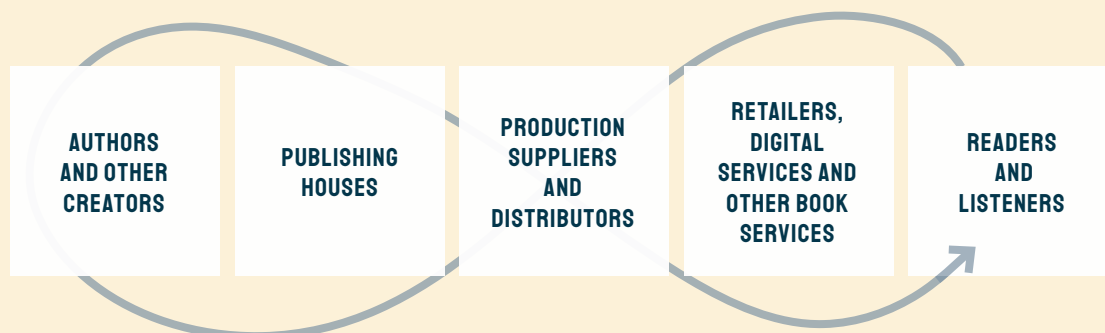 AUTHORS
AND OTHER
CREATORS
PUBLISHING
HOUSES
PRODUCTION
SUPPLIERS
AND
DISTRIBUTORS
RETAILERS,
DIGITAL
SERVICES AND
OTHER BOOK
SERVICES
READERS
AND
LISTENERS